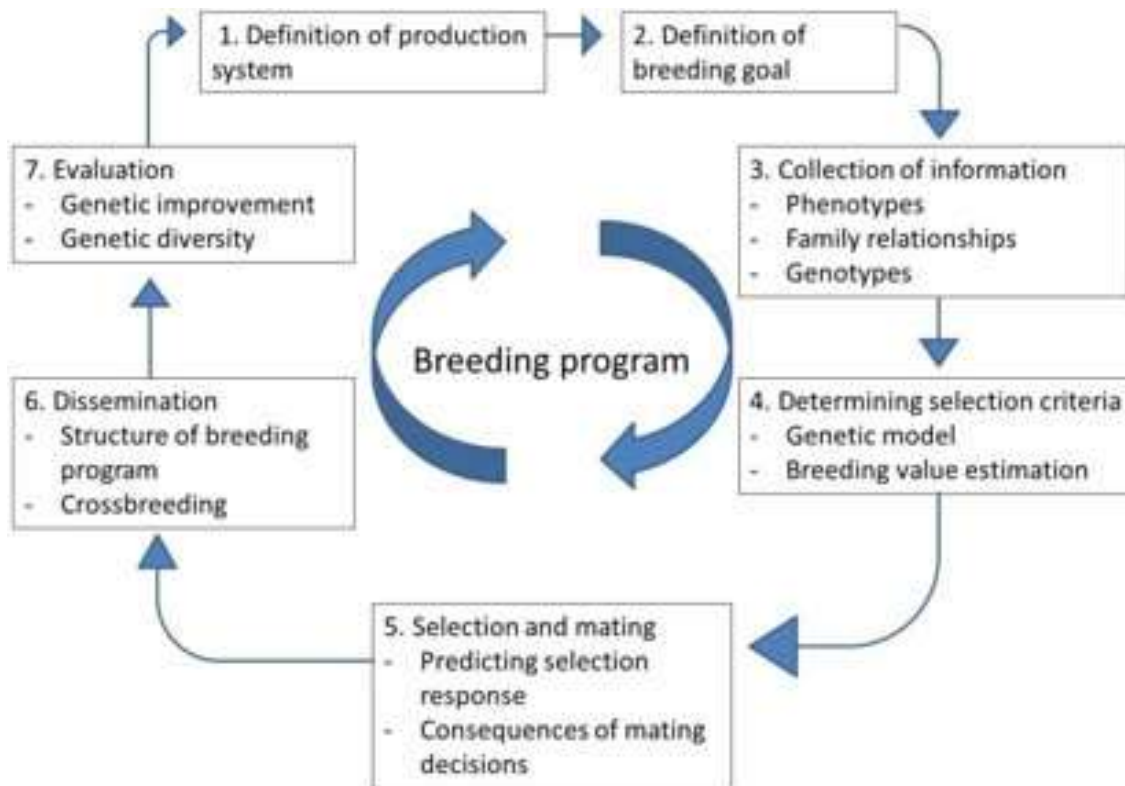 1. Definition of production
system
2. Definition of
breeding goal
3. Collection of information
- Phenotypes
- Family relationships
- Genotypes
4. Determining selection criteria
- Genetic model
- Breeding value estimation
5. Selection and mating
- Predicting selection
response
- Consequences of mating
decisions
6. Dissemination
- Structure of breeding
program
- Crossbreeding
7. Evaluation
- Genetic improvement
- Genetic diversity
Breeding program